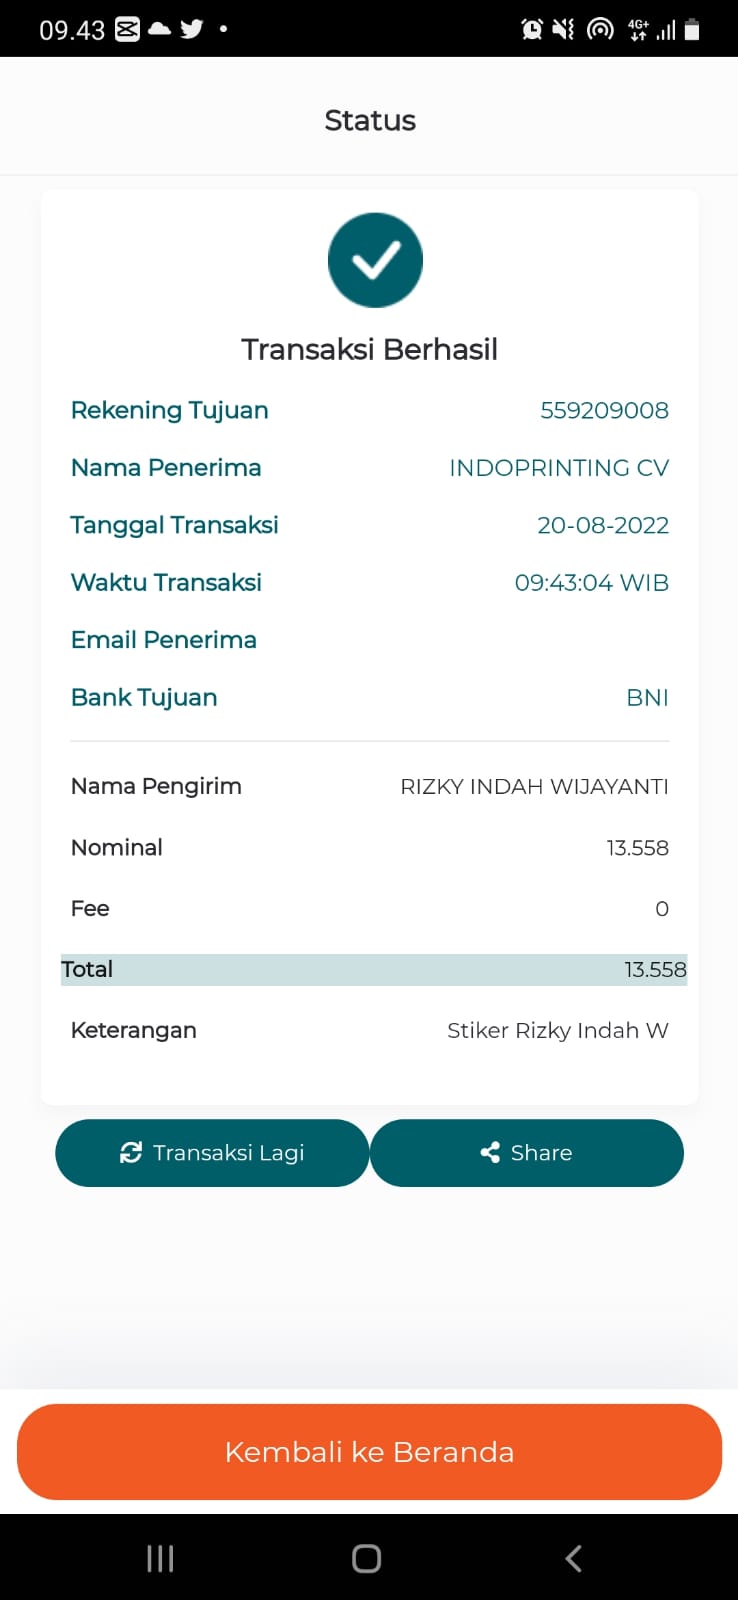 09.43
4G+
Status
Transaksi Berhasil
Rekening Tujuan 559209008
Nama Penerima INDOPRINTING CV
Tanggal Transaksi 20-08-2022
Waktu Transaksi 09:43:04 WIB
Email Penerima
Bank Tujuan BNI
Nama Pengirim RIZKY INDAH WIJAYANTI
Nominal 13.558
Fee 0
Total 13.558
Keterangan Stiker Rizky Indah W
Transaksi Lagi Share
Kembali ke Beranda